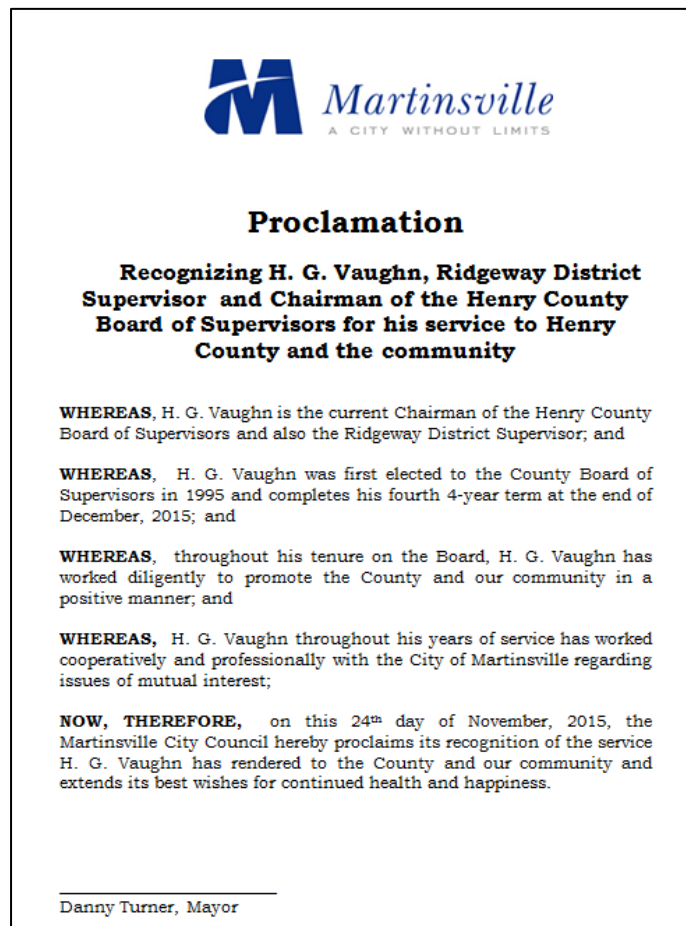 Martinsville
A CITY WITHOUT LIMITS
Proclamation
Recognizing H. G. Vaughn, Ridgeway District
Supervisor and Chairman of the Henry County
Board of Supervisors for his service to Henry
County and the community
WHEREAS, H. G. Vaughn is the current Chairman of the Henry County
Board of Supervisors and also the Ridgeway District Supervisor; and
WHEREAS, H. G. Vaughn was first elected to the County Board of
Supervisors in 1995 and completes his fourth 4-year term at the end of
December, 2015; and
WHEREAS, throughout his tenure on the Board, H. G. Vaughn has
worked diligently to promote the County and our community in a
positive manner; and
WHEREAS, H. G. Vaughn throughout his years of service has worked
cooperatively and professionally with the City of Martinsville regarding
issues of mutual interest;
NOW, THEREFORE, on this 24th day of November, 2015, the
Martinsville City Council hereby proclaims its recognition of the service
H. G. Vaughn has rendered to the County and our community and
extends its best wishes for continued health and happiness.
Danny Turner, Mayor